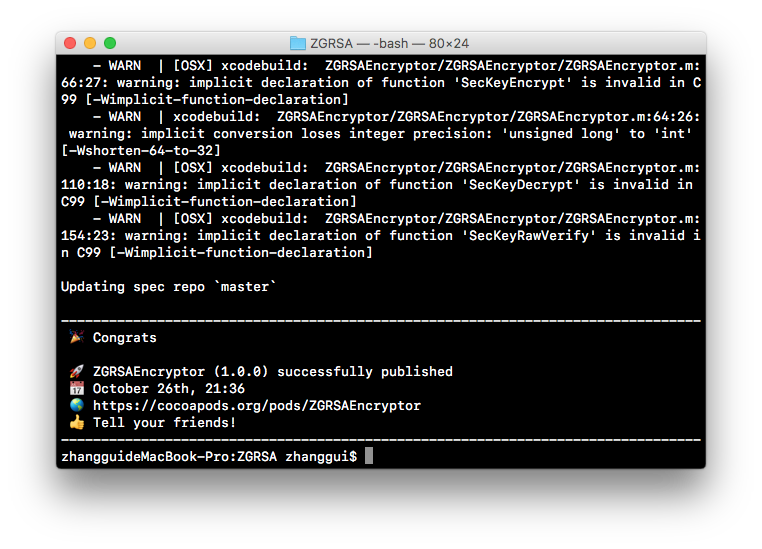 ZGRSA — -bash — 80×24
- WARN  | [OSX] xcodebuild:  ZGRSAEncryptor/ZGRSAEncryptor/ZGRSAEncryptor.m:
66:27: warning: implicit declaration of function 'SecKeyEncrypt' is invalid in C
99 [-Wimplicit-function-declaration]
- WARN  | xcodebuild:  ZGRSAEncryptor/ZGRSAEncryptor/ZGRSAEncryptor.m:64:26:
warning: implicit conversion loses integer precision: 'unsigned long' to 'int'
[-Wshorten-64-to-32]
- WARN  | [OSX] xcodebuild:  ZGRSAEncryptor/ZGRSAEncryptor/ZGRSAEncryptor.m:
110:18: warning: implicit declaration of function 'SecKeyDecrypt' is invalid in
C99 [-Wimplicit-function-declaration]
- WARN  | [OSX] xcodebuild:  ZGRSAEncryptor/ZGRSAEncryptor/ZGRSAEncryptor.m:
154:23: warning: implicit declaration of function 'SecKeyRawVerify' is invalid i
n C99 [-Wimplicit-function-declaration]
Updating spec repo `master`
--------------------------------------------------------------------------------
🎉 Congrats
🚀 ZGRSAEncryptor (1.0.0) successfully published
📅 October 26th, 21:36
🌎 https://cocoapods.org/pods/ZGRSAEncryptor
👍 Tell your friends!
--------------------------------------------------------------------------------
zhangguideMacBook-Pro:ZGRSA zhanggui$